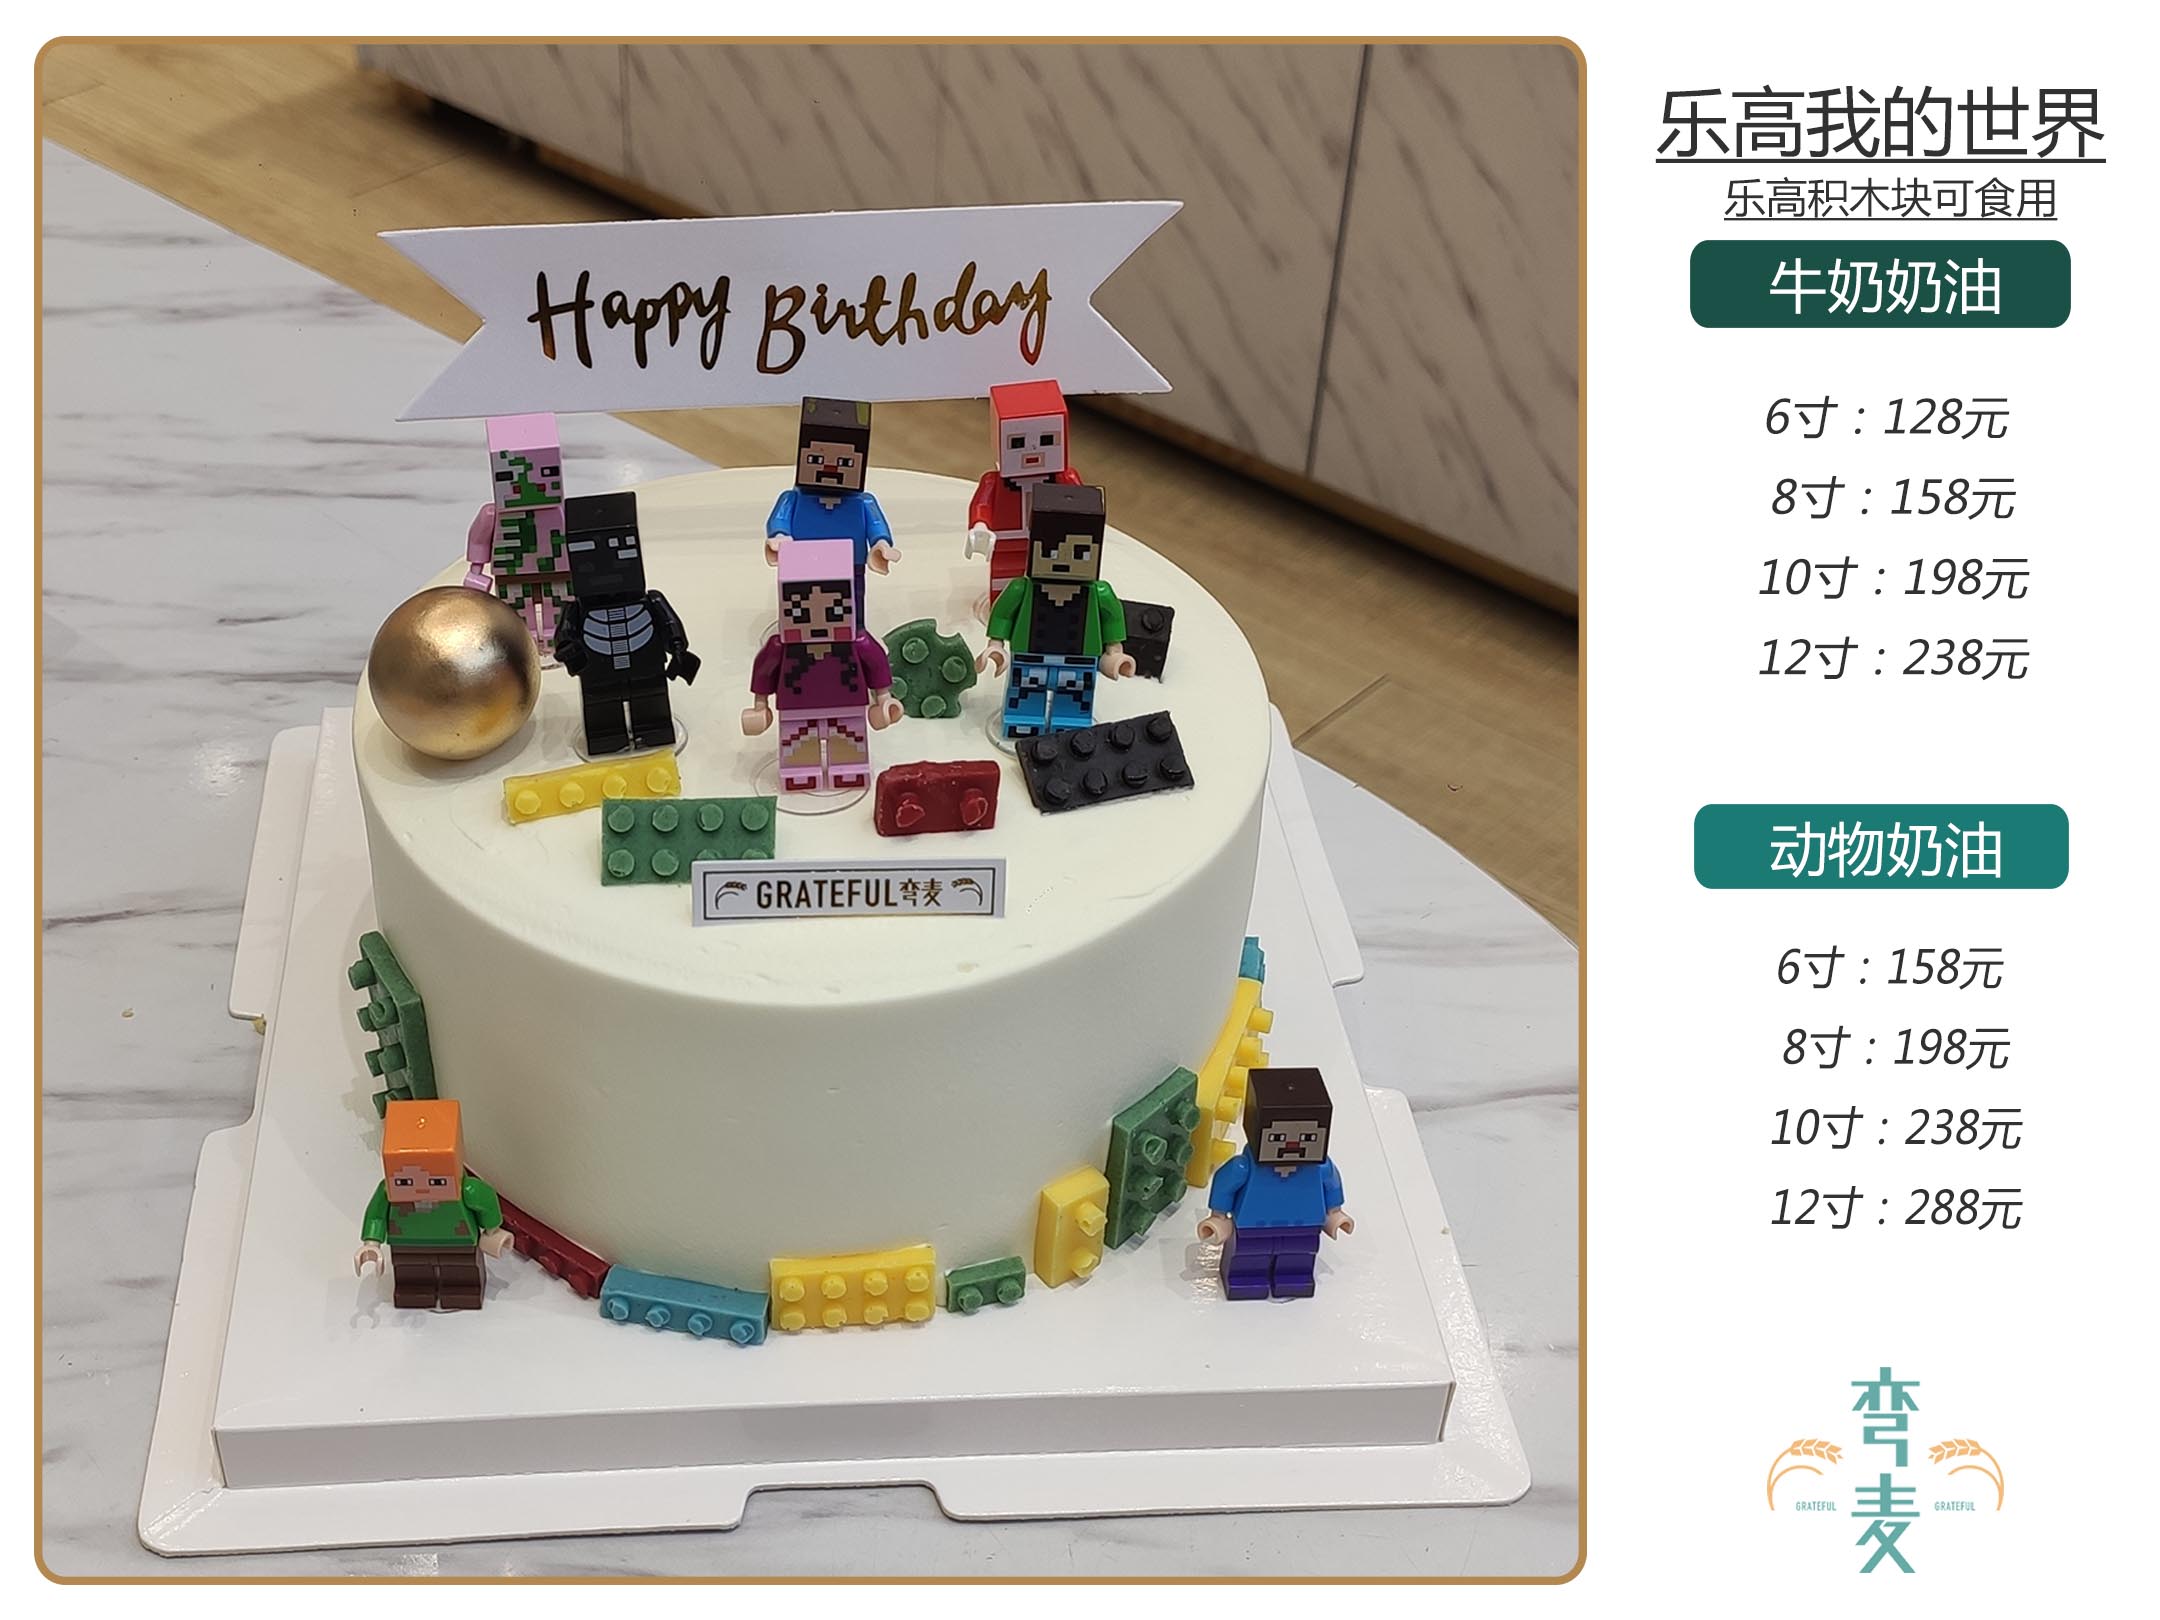 Happy Birthday
GRATEFUL弯麦
乐高我的世界
乐高积木块可食用
牛奶奶油
6寸：128元
8寸：158元
10寸：198元
12寸：238元
动物奶油
6寸：158元
8寸：198元
10寸：238元
12寸：288元
弯麦
GRATEFUL GRATEFUL